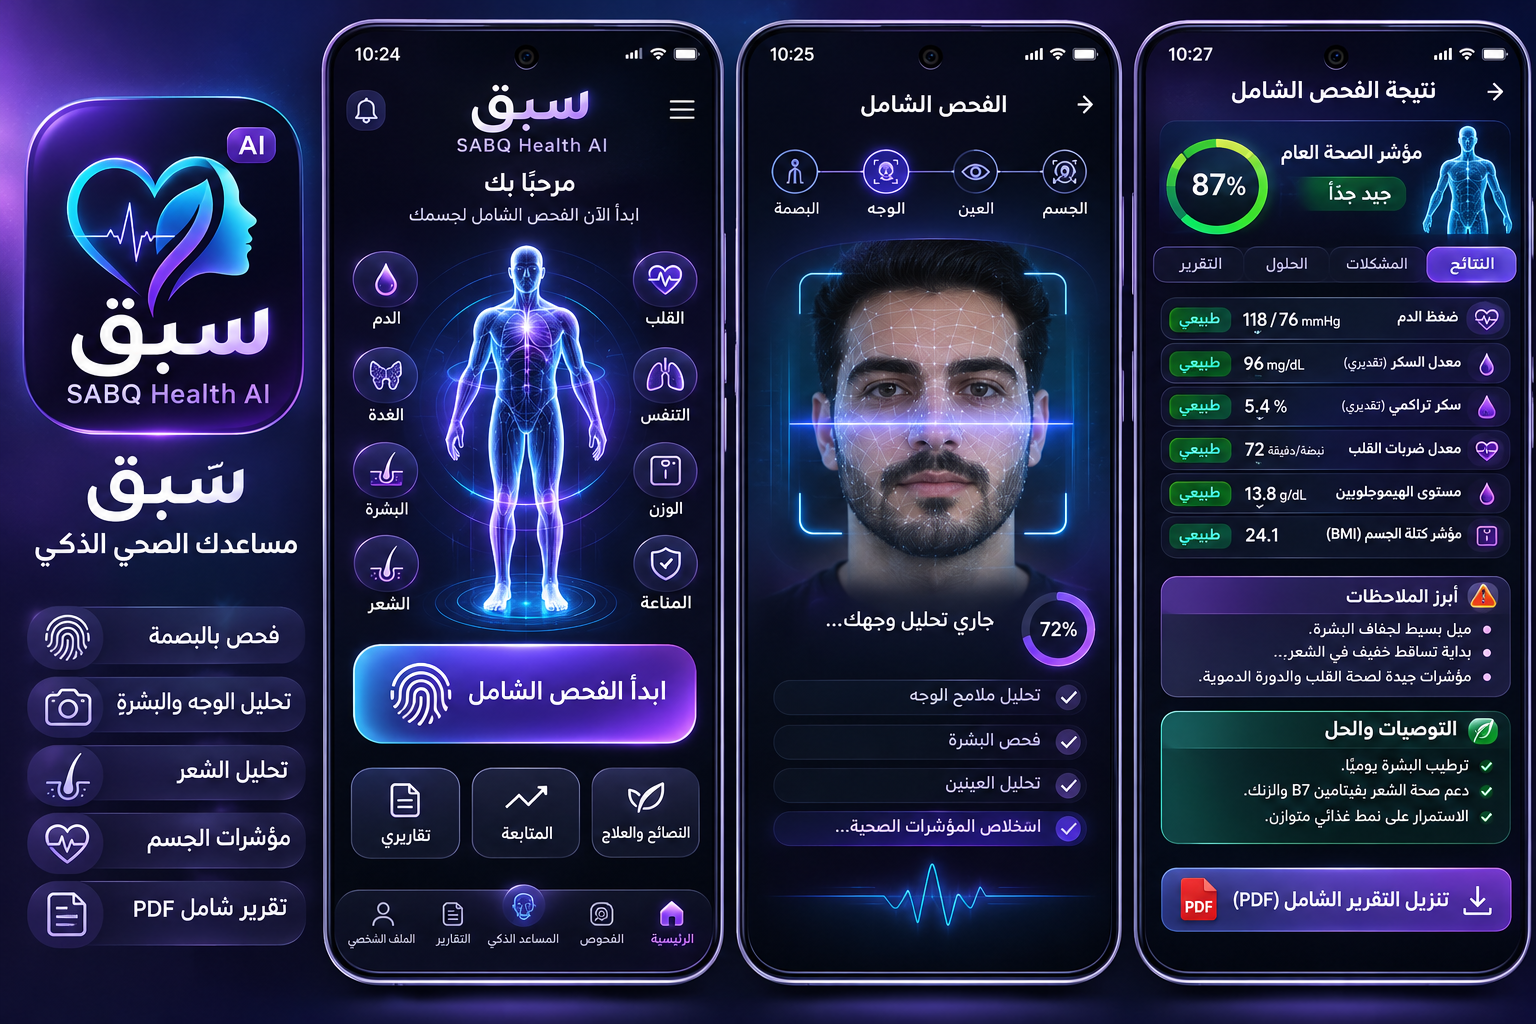 AI
سبق
SABQ Health AI
سّبق
مساعدك الصحي الذكي
فحص بالبصمة
تحليل الوجه والبشرة
تحليل الشعر
مؤشرات الجسم
تقرير شامل PDF
10:24
سبق
SABQ Health AI
مرحبًا بك
ابدأ الآن الفحص الشامل لجسمك
القلب
الدم
التنفس
الغدة
الوزن
البشرة
المناعة
الشعر
ابدأ الفحص الشامل
النصائح والعلاج
المتابعة
تقاريري
الرئيسية
الفحوص
المساعد الذكي
التقارير
الملف الشخصي
10:25
الفحص الشامل
الجسم
العين
الوجه
البصمة
72%
جاري تحليل وجهك...
تحليل ملامح الوجه
فحص البشرة
تحليل العينين
استخلاص المؤشرات الصحية...
10:27
نتيجة الفحص الشامل
مؤشر الصحة العام
87%
جيد جدًا
النتائج
المشكلات
الحلول
التقرير
ضغط الدم 118 / 76 mmHg طبيعي
معدل السكر (تقديري) 96 mg/dL طبيعي
سكر تراكمي (تقديري) 5.4 % طبيعي
معدل ضربات القلب 72 نبضة/دقيقة طبيعي
مستوى الهيموجلوبين 13.8 g/dL طبيعي
مؤشر كتلة الجسم (BMI) 24.1 طبيعي
أبرز الملاحظات
ميل بسيط لجفاف البشرة.
بداية تساقط خفيف في الشعر...
مؤشرات جيدة لصحة القلب والدورة الدموية.
التوصيات والحل
ترطيب البشرة يوميًا.
دعم صحة الشعر بفيتامين B7 والزنك.
الاستمرار على نمط غذائي متوازن.
تنزيل التقرير الشامل (PDF)
PDF